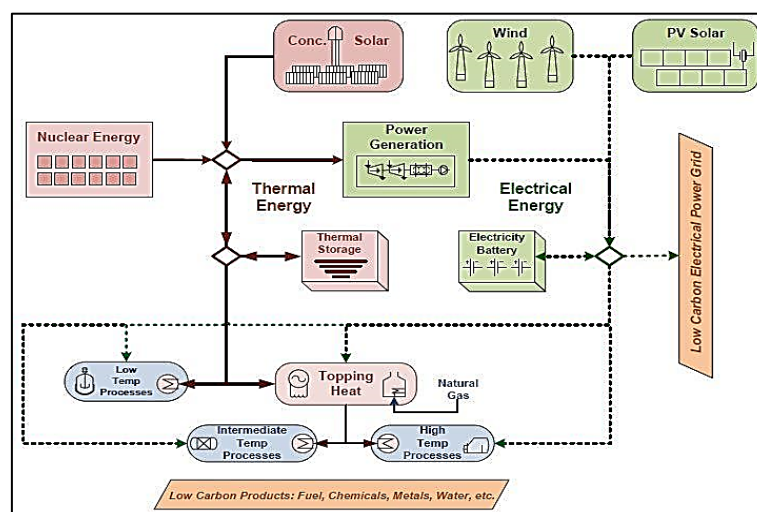 Conc. Solar
Wind
PV Solar
Nuclear Energy
Power
Generation
Thermal
Energy
Electrical
Energy
Thermal
Storage
Electricity
Battery
Low Carbon Electrical Power Grid
Low
Temp
Processes
Topping
Heat
Natural
Gas
Intermediate
Temp
Processes
High
Temp
Processes
Low Carbon Products: Fuel, Chemicals, Metals, Water, etc.